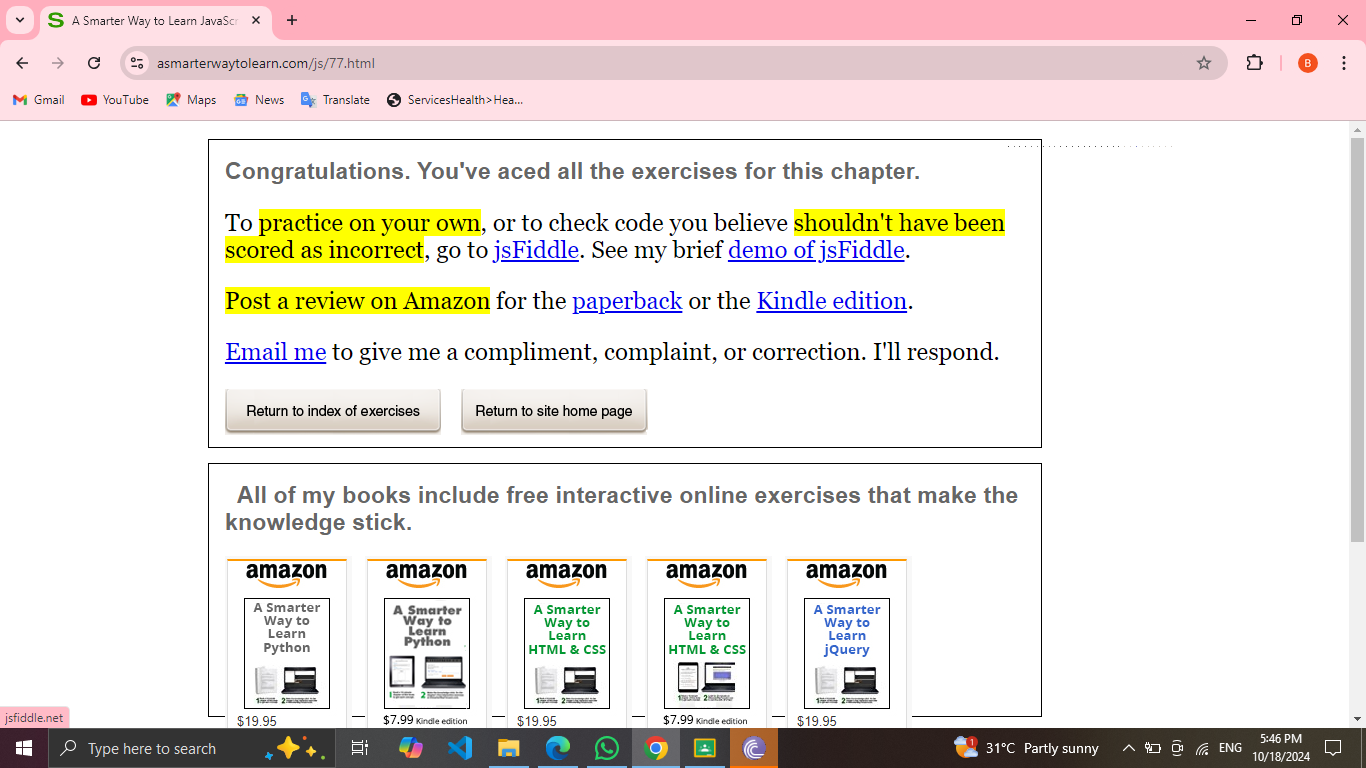 A Smarter Way to Learn JavaScr
asmarterwaytolearn.com/js/77.html
B
Gmail YouTube Maps News Translate ServicesHealth>Hea...
Congratulations. You've aced all the exercises for this chapter.
To practice on your own, or to check code you believe shouldn't have been
scored as incorrect, go to jsFiddle. See my brief demo of jsFiddle.
Post a review on Amazon for the paperback or the Kindle edition.
Email me to give me a compliment, complaint, or correction. I'll respond.
Return to index of exercises Return to site home page
All of my books include free interactive online exercises that make the
knowledge stick.
amazon amazon amazon amazon amazon
A Smarter
Way to
Learn
Python
A Smarter
Way to
Learn
Python
A Smarter
Way to
Learn
HTML & CSS
A Smarter
Way to
Learn
HTML & CSS
A Smarter
Way to
Learn
jQuery
$19.95 $7.99 Kindle edition $19.95 $7.99 Kindle edition $19.95
jsfiddle.net
Type here to search
1
31°C Partly sunny
ENG
5:46 PM
10/18/2024